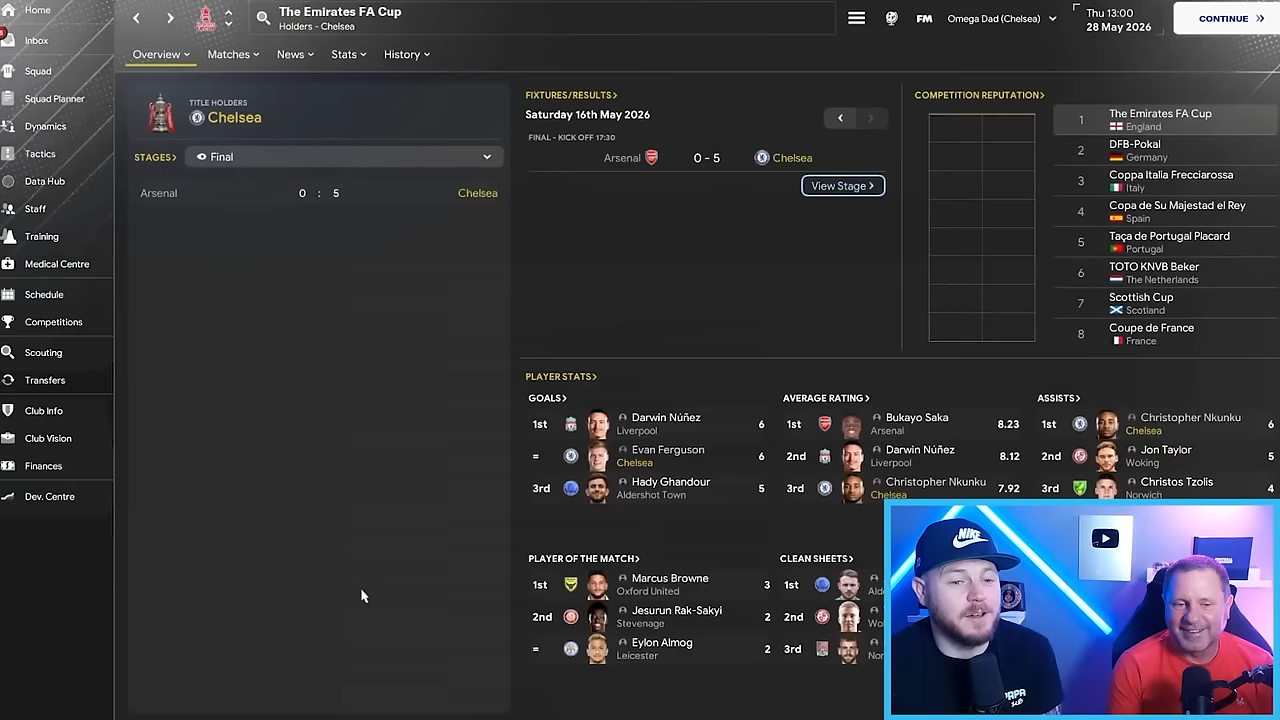 Home
Inbox
Squad
Squad Planner
Dynamics
Tactics
Data Hub
Staff
Training
Medical Centre
Schedule
Competitions
Scouting
Transfers
Club Info
Club Vision
Finances
Dev. Centre
The Emirates FA Cup
Holders - Chelsea
FM
Omega Dad (Chelsea)
Thu 13:00
28 May 2026
CONTINUE
Overview
Matches
News
Stats
History
TITLE HOLDERS
Chelsea
STAGES
Final
Arsenal 0 : 5 Chelsea
FIXTURES/RESULTS
Saturday 16th May 2026
FINAL - KICK OFF 17:30
Arsenal 0 - 5 Chelsea
View Stage
COMPETITION REPUTATION
1 The Emirates FA Cup
England
2 DFB-Pokal
Germany
3 Coppa Italia Frecciarossa
Italy
4 Copa de Su Majestad el Rey
Spain
5 Taça de Portugal Placard
Portugal
6 TOTO KNVB Beker
The Netherlands
7 Scottish Cup
Scotland
8 Coupe de France
France
PLAYER STATS
GOALS
1st Darwin Núñez 6
Liverpool
= Evan Ferguson 6
Chelsea
3rd Hady Ghandour 5
Aldershot Town
AVERAGE RATING
1st Bukayo Saka 8.23
Arsenal
2nd Darwin Núñez 8.12
Liverpool
3rd Christopher Nkunku 7.92
Chelsea
ASSISTS
1st Christopher Nkunku 6
Chelsea
2nd Jon Taylor 5
Woking
3rd Christos Tzolis 4
Norwich
PLAYER OF THE MATCH
1st Marcus Browne 3
Oxford United
2nd Jesurun Rak-Sakyi 2
Stevenage
= Eylon Almog 2
Leicester
CLEAN SHEETS
1st
Ald
2nd
Wo
3rd
Nor
NIKE
PAPA